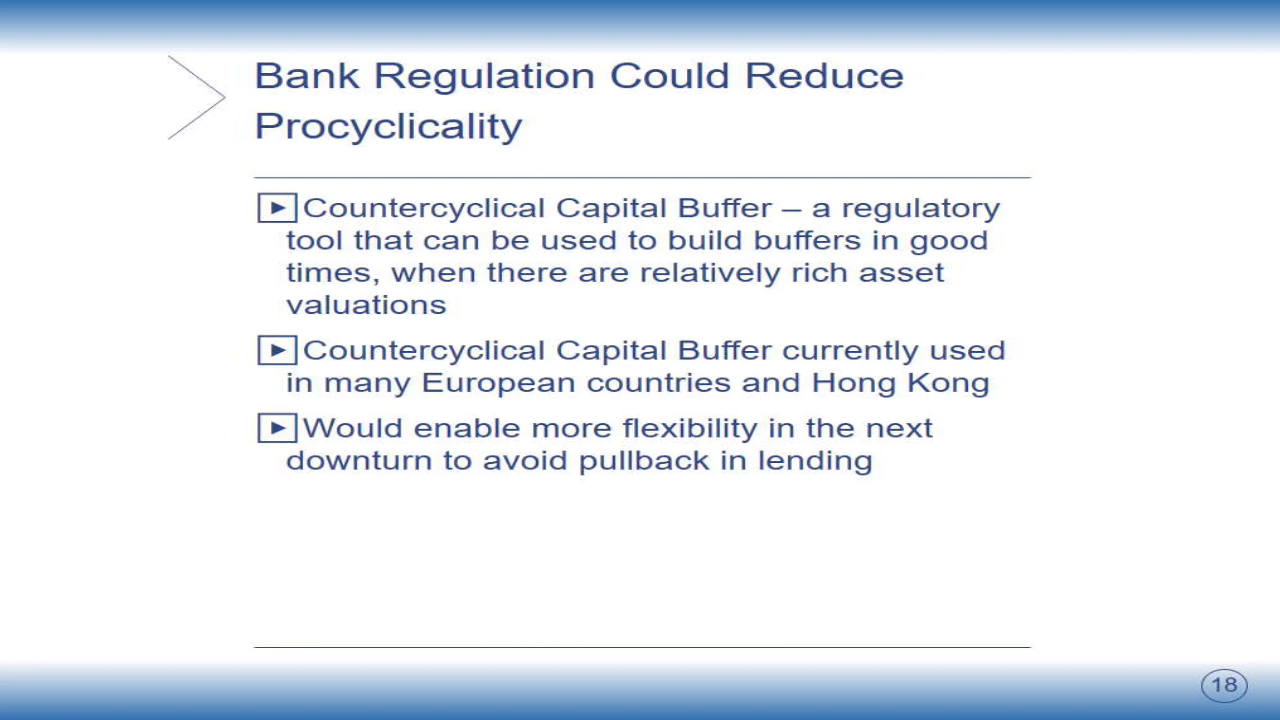 Bank Regulation Could Reduce
Procyclicality
Countercyclical Capital Buffer – a regulatory
tool that can be used to build buffers in good
times, when there are relatively rich asset
valuations
Countercyclical Capital Buffer currently used
in many European countries and Hong Kong
Would enable more flexibility in the next
downturn to avoid pullback in lending
18